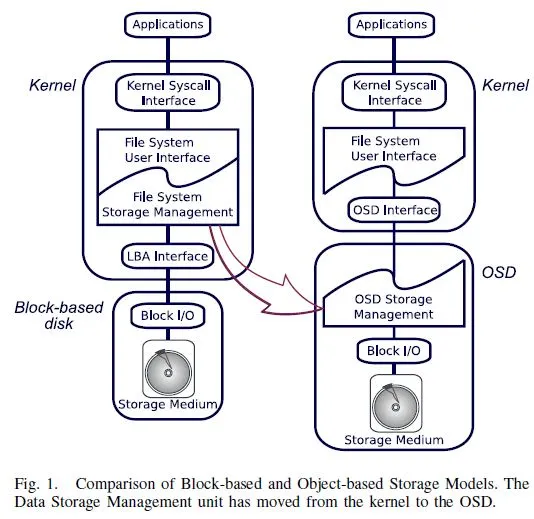 Applications
Kernel
Kernel Syscall
Interface
File System
User Interface
File System
Storage Management
LBA Interface
Block-based
disk
Block I/O
Storage Medium
Applications
Kernel
Kernel Syscall
Interface
File System
User Interface
OSD Interface
OSD
OSD Storage
Management
Block I/O
Storage Medium
Fig. 1. Comparison of Block-based and Object-based Storage Models. The
Data Storage Management unit has moved from the kernel to the OSD.